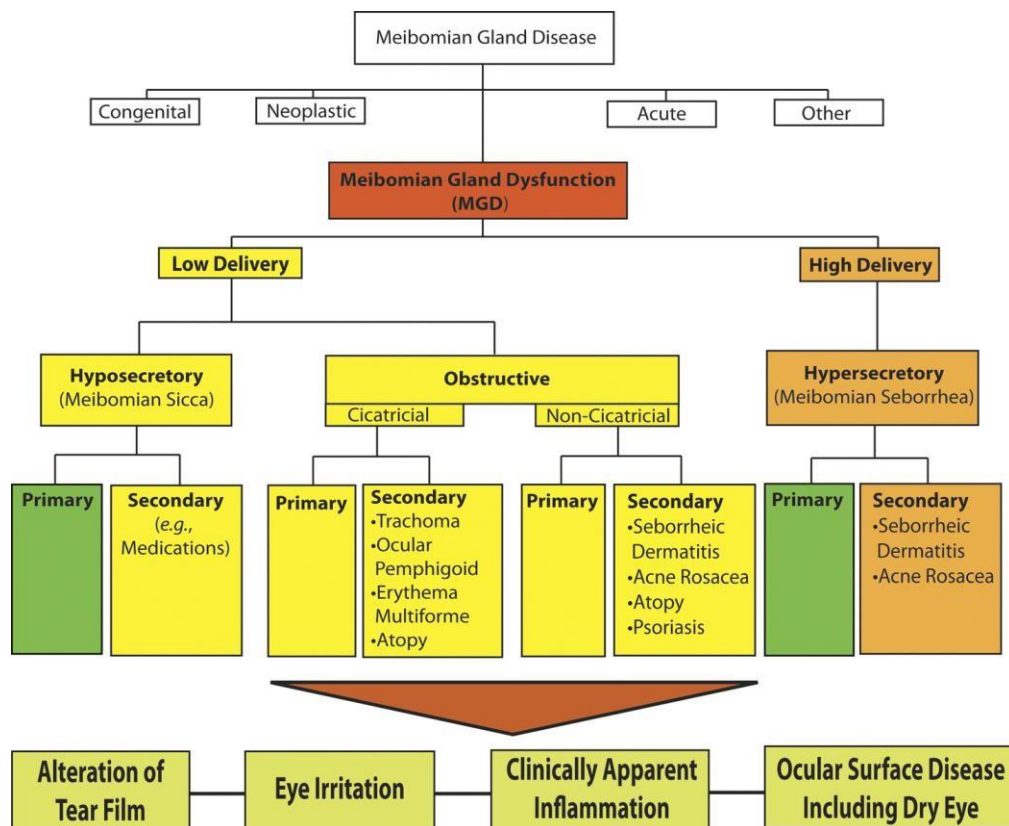 Meibomian Gland Disease
Congenital
Neoplastic
Acute
Other
Meibomian Gland Dysfunction
(MGD)
Low Delivery
High Delivery
Hyposecretory
(Meibomian Sicca)
Obstructive
Cicatricial
Non-Cicatricial
Hypersecretory
(Meibomian Seborrhea)
Primary
Secondary
(e.g.,
Medications)
Primary
Secondary
•Trachoma
•Ocular
Pemphigoid
•Erythema
Multiforme
•Atopy
Primary
Secondary
•Seborrheic
Dermatitis
•Acne Rosacea
•Atopy
•Psoriasis
Primary
Secondary
•Seborrheic
Dermatitis
•Acne Rosacea
Alteration of
Tear Film
Eye Irritation
Clinically Apparent
Inflammation
Ocular Surface Disease
Including Dry Eye